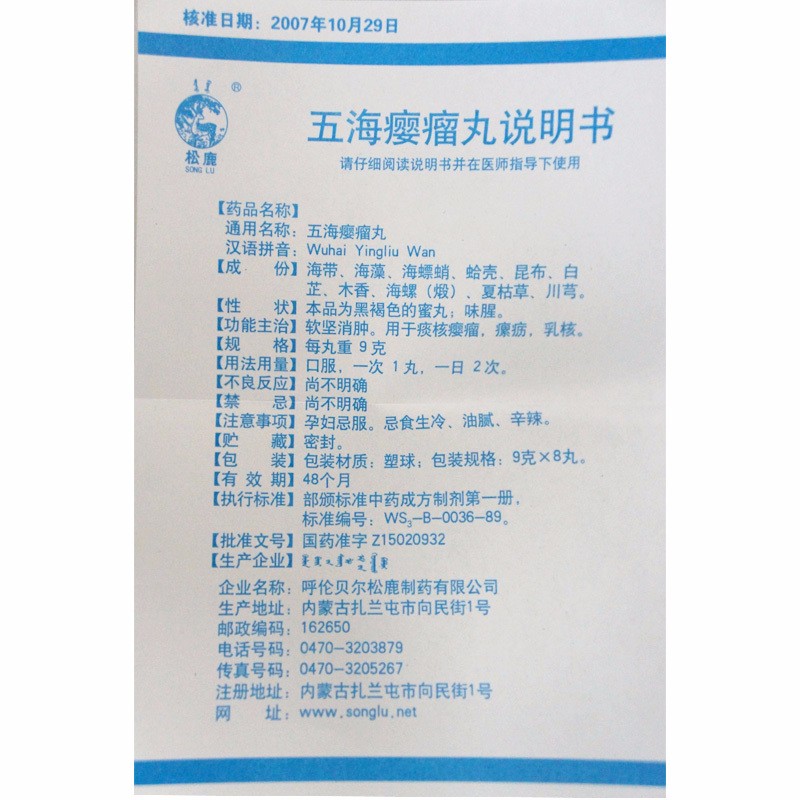 核准日期：2007年10月29日
®
松鹿
SONG LU
五海瘿瘤丸说明书
请仔细阅读说明书并在医师指导下使用
【药品名称】
通用名称：五海瘿瘤丸
汉语拼音：Wuhai Yingliu Wan
【成　　份】海带、海藻、海螵蛸、蛤壳、昆布、白
芷、木香、海螺（煅）、夏枯草、川芎。
【性　　状】本品为黑褐色的蜜丸；味腥。
【功能主治】软坚消肿。用于痰核瘿瘤，瘰疬，乳核。
【规　　格】每丸重 9克
【用法用量】口服，一次 1丸，一日 2次。
【不良反应】尚不明确
【禁　　忌】尚不明确
【注意事项】孕妇忌服。忌食生冷、油腻、辛辣。
【贮　　藏】密封。
【包　　装】包装材质：塑球；包装规格：9克×8丸。
【有 效 期】48个月
【执行标准】部颁标准中药成方制剂第一册，
标准编号：WS₃-B-0036-89。
【批准文号】国药准字 Z15020932
【生产企业】
企业名称：呼伦贝尔松鹿制药有限公司
生产地址：内蒙古扎兰屯市向民街1号
邮政编码：162650
电话号码：0470-3203879
传真号码：0470-3205267
注册地址：内蒙古扎兰屯市向民街1号
网　　址：www.songlu.net